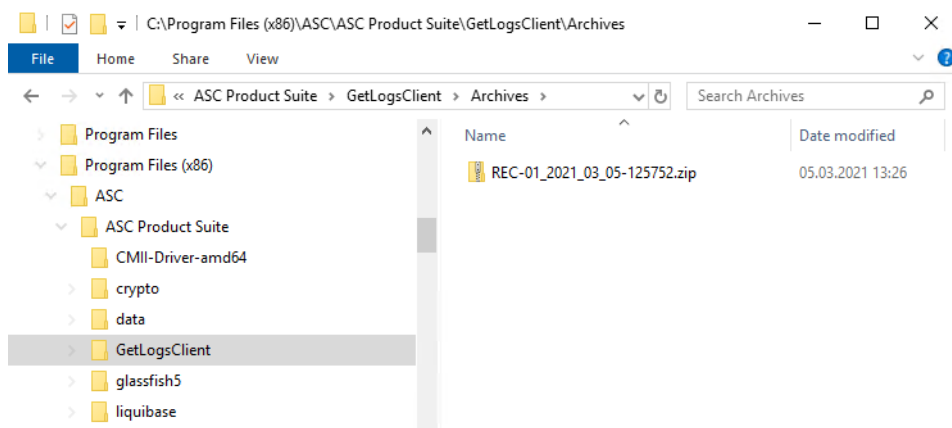 C:\Program Files (x86)\ASC\ASC Product Suite\GetLogsClient\Archives
File Home Share View
« ASC Product Suite > GetLogsClient > Archives >
Search Archives
Program Files
Program Files (x86)
ASC
ASC Product Suite
CMII-Driver-amd64
crypto
data
GetLogsClient
glassfish5
liquibase
Name Date modified
REC-01_2021_03_05-125752.zip 05.03.2021 13:26